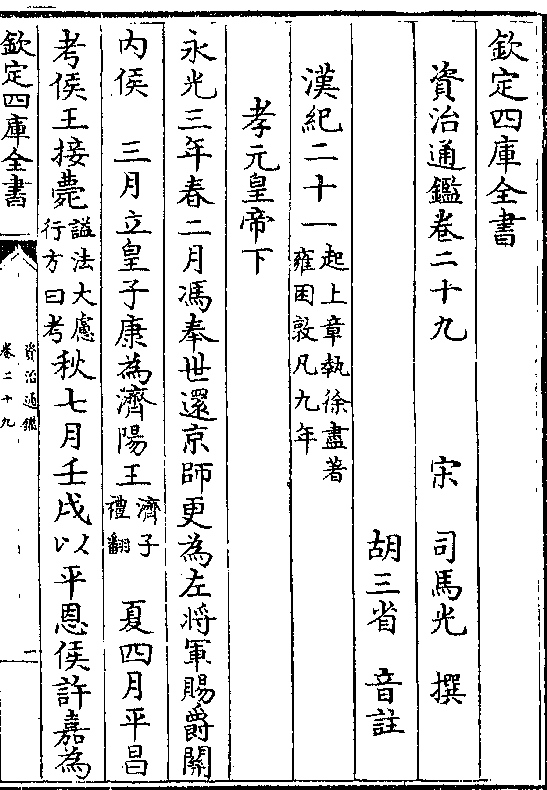 欽定四庫全書
資治通鑑卷二十九
宋 司馬光 撰
胡三省 音註
漢紀二十一起上章執徐盡著雍困敦凡九年
孝元皇帝下
永光三年春二月馮奉世還京師更為左將軍賜爵關
内侯 三月立皇子康為濟陽王濟子禮翻 夏四月平昌
考侯王接薨諡法大慮行方曰考秋七月壬戌以平恩侯許嘉為
欽定四庫全書
資治通鑑
卷二十九